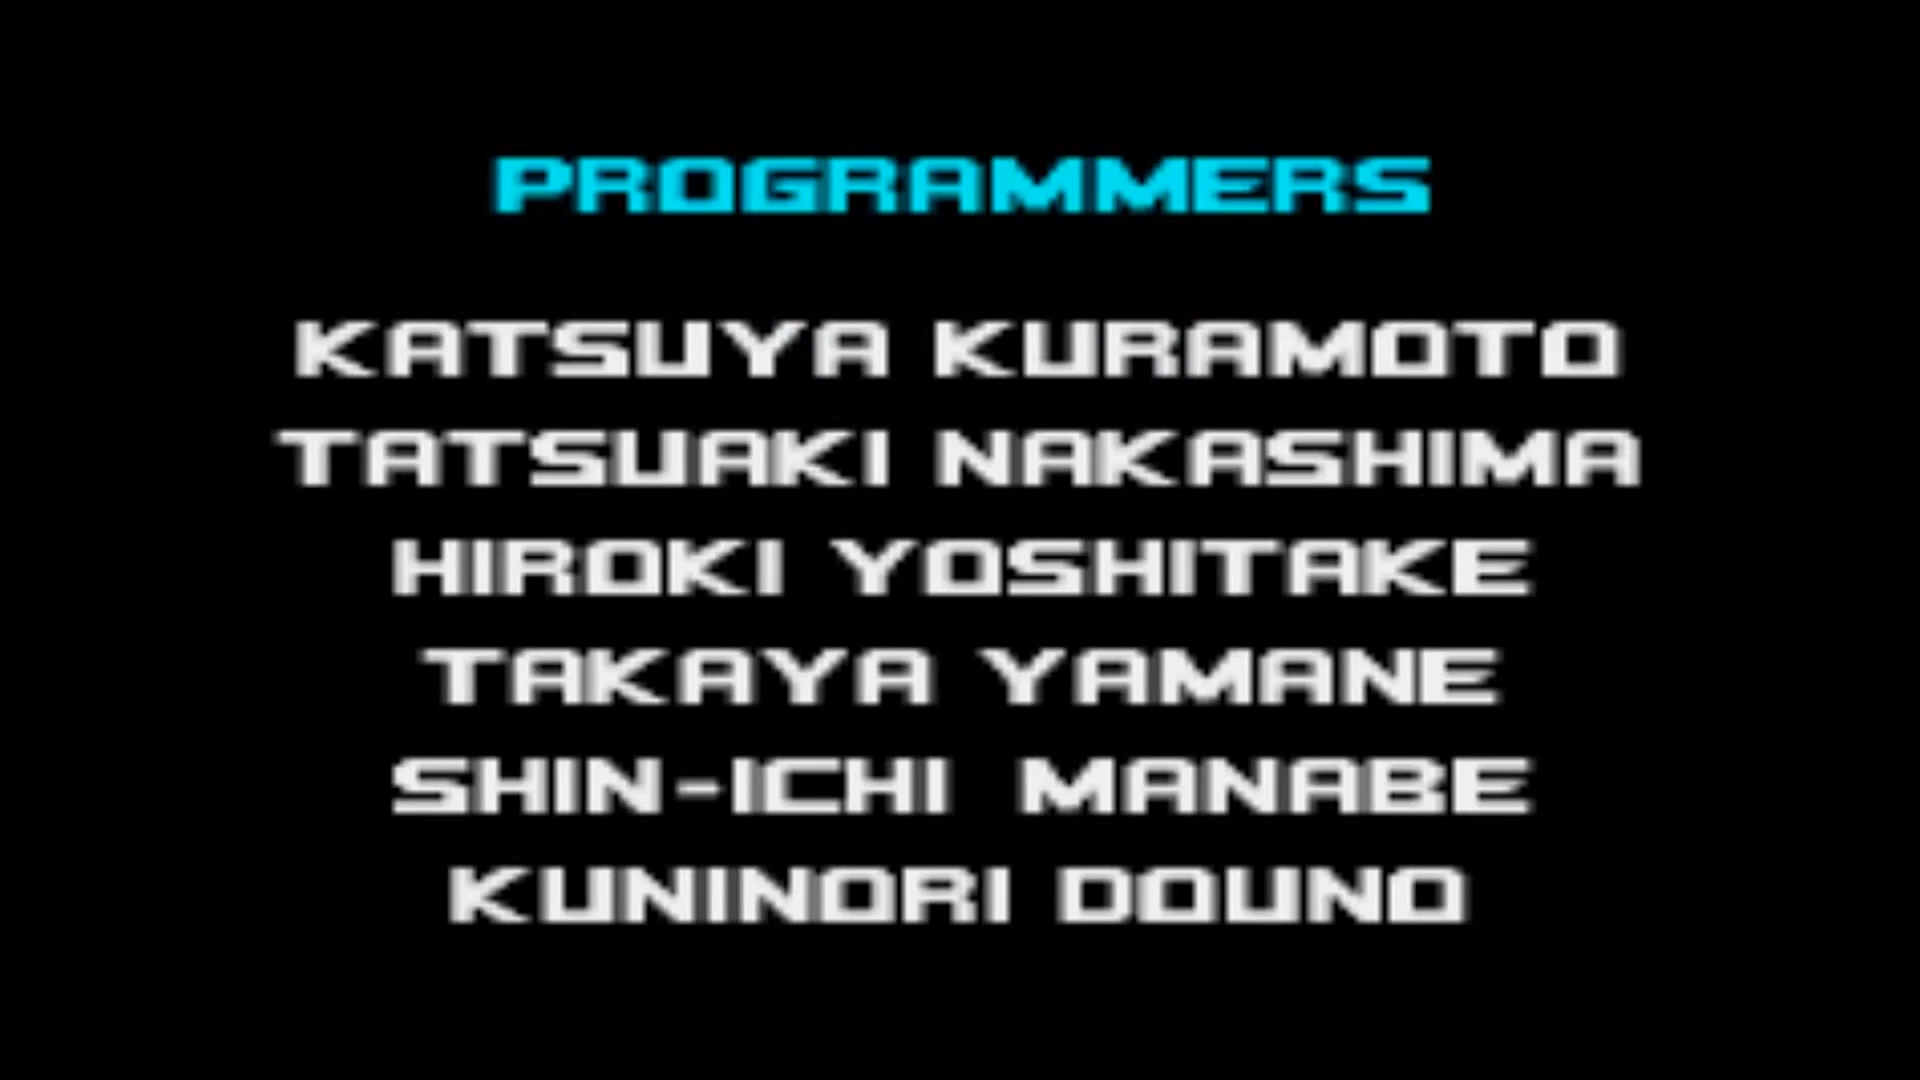 PROGRAMMERS
KATSUYA KURAMOTO
TATSUAKI NAKASHIMA
HIROKI YOSHITAKE
TAKAYA YAMANE
SHIN-ICHI MANABE
KUNINORI DOUNO